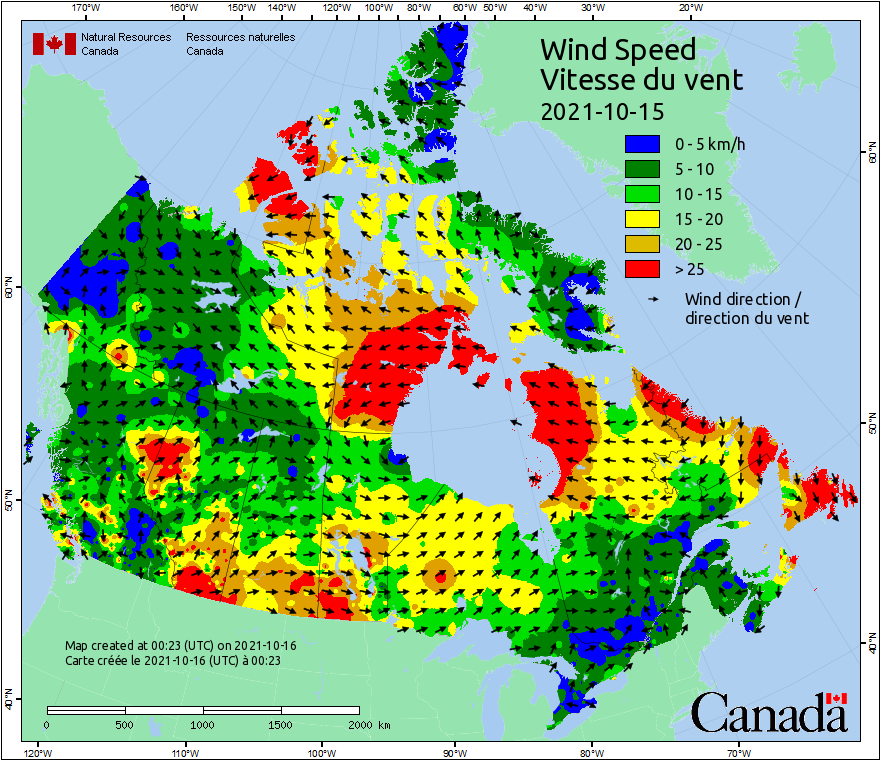 170°W 160°W 150°W 140°W 120°W 100°W 80°W 60°W 50°W 40°W 30°W 20°W
Natural Resources Ressources naturelles
Canada Canada
Wind Speed
Vitesse du vent
2021-10-15
0 - 5 km/h
5 - 10
10 - 15
15 - 20
20 - 25
> 25
Wind direction /
direction du vent
60°N
60°N
50°N
50°N
40°N
40°N
Map created at 00:23 (UTC) on 2021-10-16
Carte créée le 2021-10-16 (UTC) à 00:23
0 500 1000 1500 2000 km
Canada
120°W 110°W 100°W 90°W 80°W 70°W